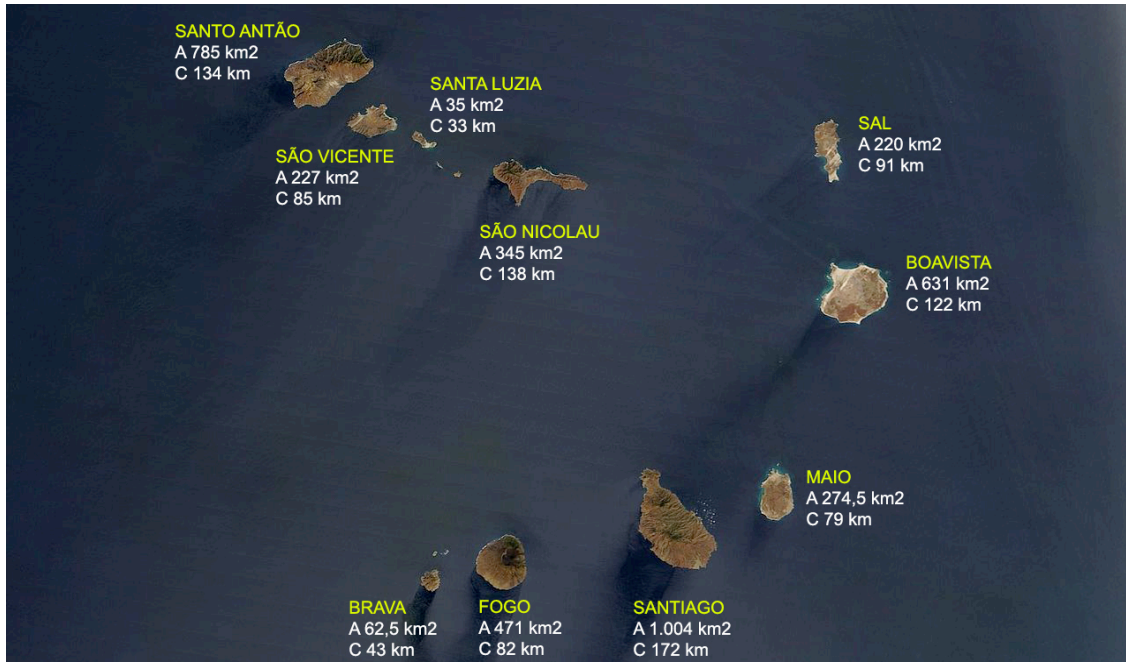 SANTO ANTÃO
A 785 km2
C 134 km
SANTA LUZIA
A 35 km2
C 33 km
SÃO VICENTE
A 227 km2
C 85 km
SÃO NICOLAU
A 345 km2
C 138 km
SAL
A 220 km2
C 91 km
BOAVISTA
A 631 km2
C 122 km
MAIO
A 274,5 km2
C 79 km
BRAVA
A 62,5 km2
C 43 km
FOGO
A 471 km2
C 82 km
SANTIAGO
A 1.004 km2
C 172 km